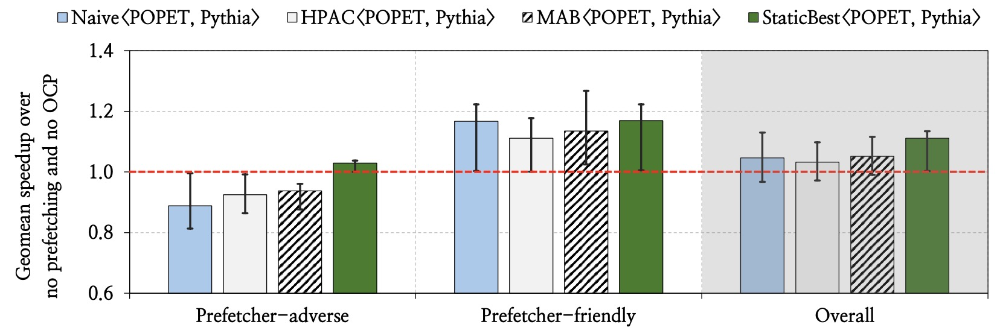 Naive〈POPET, Pythia〉 HPAC〈POPET, Pythia〉 MAB〈POPET, Pythia〉 StaticBest〈POPET, Pythia〉
Geomean speedup over
no prefetching and no OCP
1.4
1.2
1.0
0.8
0.6
Prefetcher−adverse Prefetcher−friendly Overall